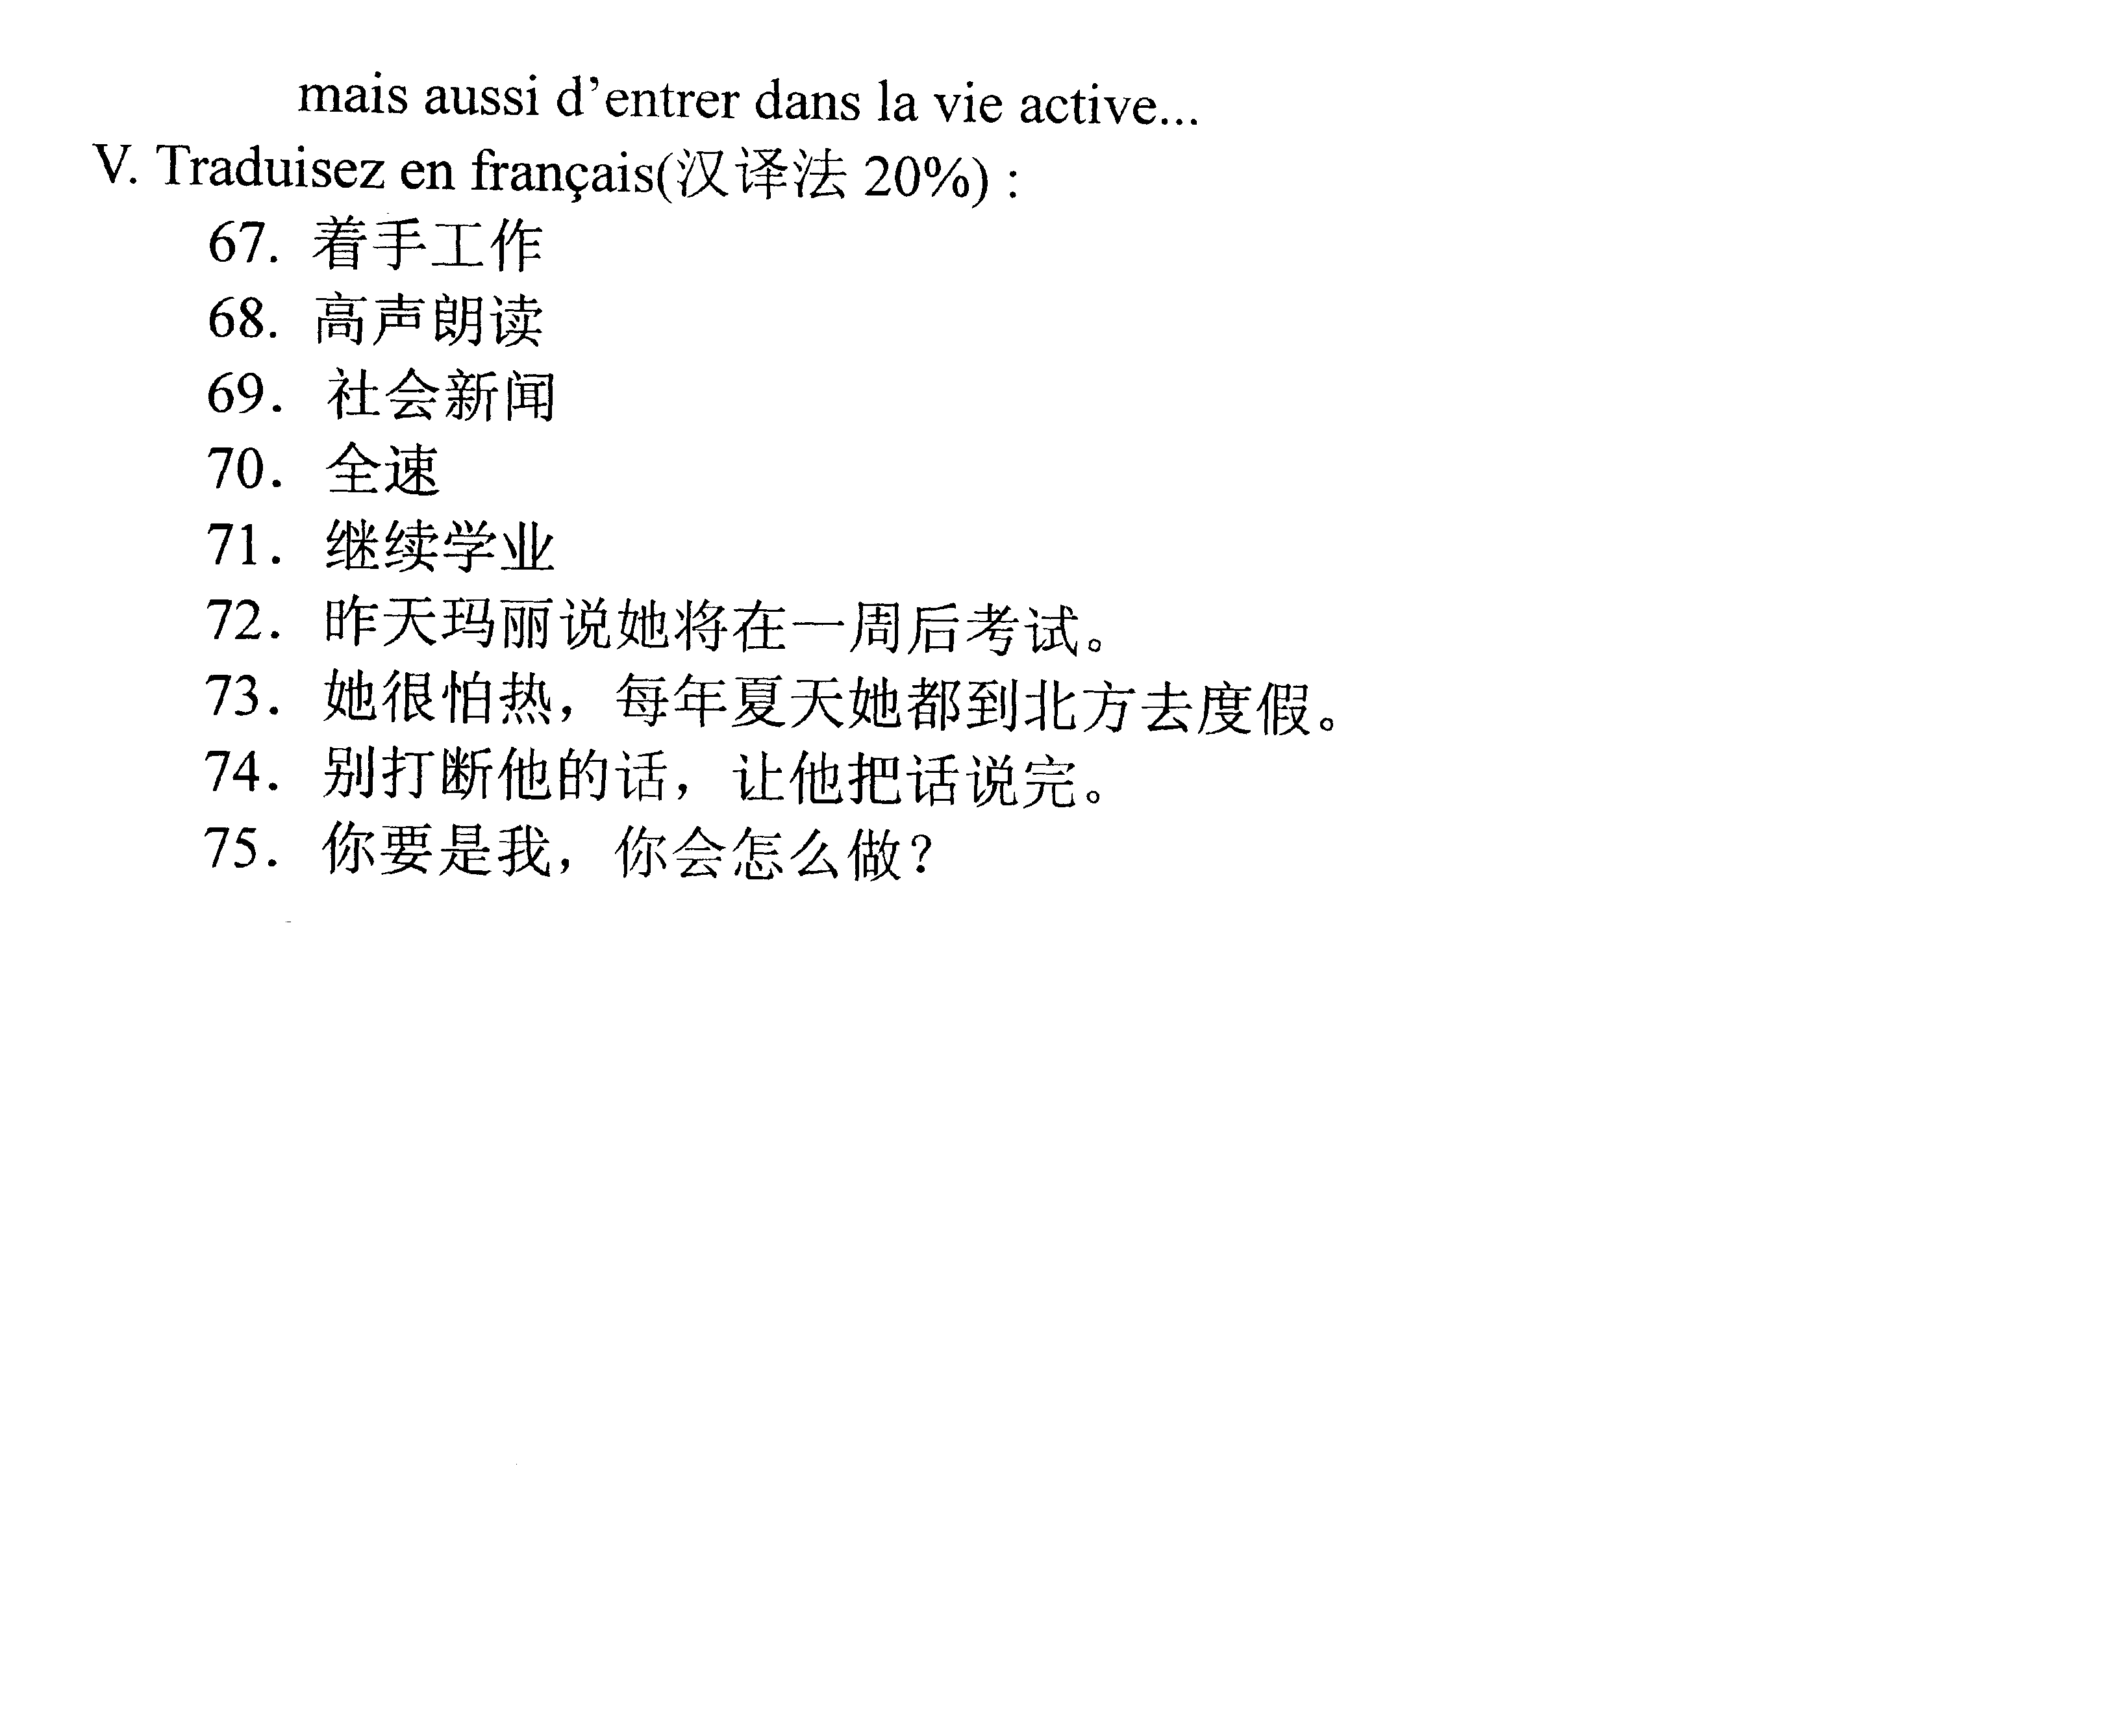 mais aussi d’entrer dans la vie active...
V. Traduisez en français(汉译法 20%) :
67. 着手工作
68. 高声朗读
69. 社会新闻
70. 全速
71. 继续学业
72. 昨天玛丽说她将在一周后考试。
73. 她很怕热，每年夏天她都到北方去度假。
74. 别打断他的话，让他把话说完。
75. 你要是我，你会怎么做？